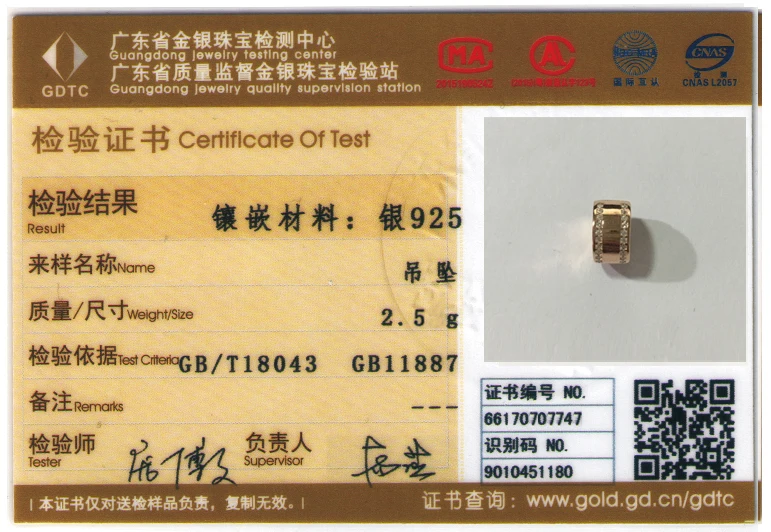 GDTC
广东省金银珠宝检测中心
Guangdong jewelry testing center
广东省质量监督金银珠宝检验站
Guangdong jewelry quality supervision station
MA
CNAS
国际互认
CNAS L2057
检验证书 Certificate Of Test
检验结果 Result
镶嵌材料：银925
来样名称Name 吊坠
质量/尺寸Weight/Size 2.5 g
检验依据Test Criteria GB/T18043 GB11887
备注Remarks ---
检验师 Tester
负责人 Supervisor
证书编号 NO.
66170707747
识别码 NO.
9010451180
本证书仅对送检样品负责，复制无效。
证书查询：www.gold.gd.cn/gdtc